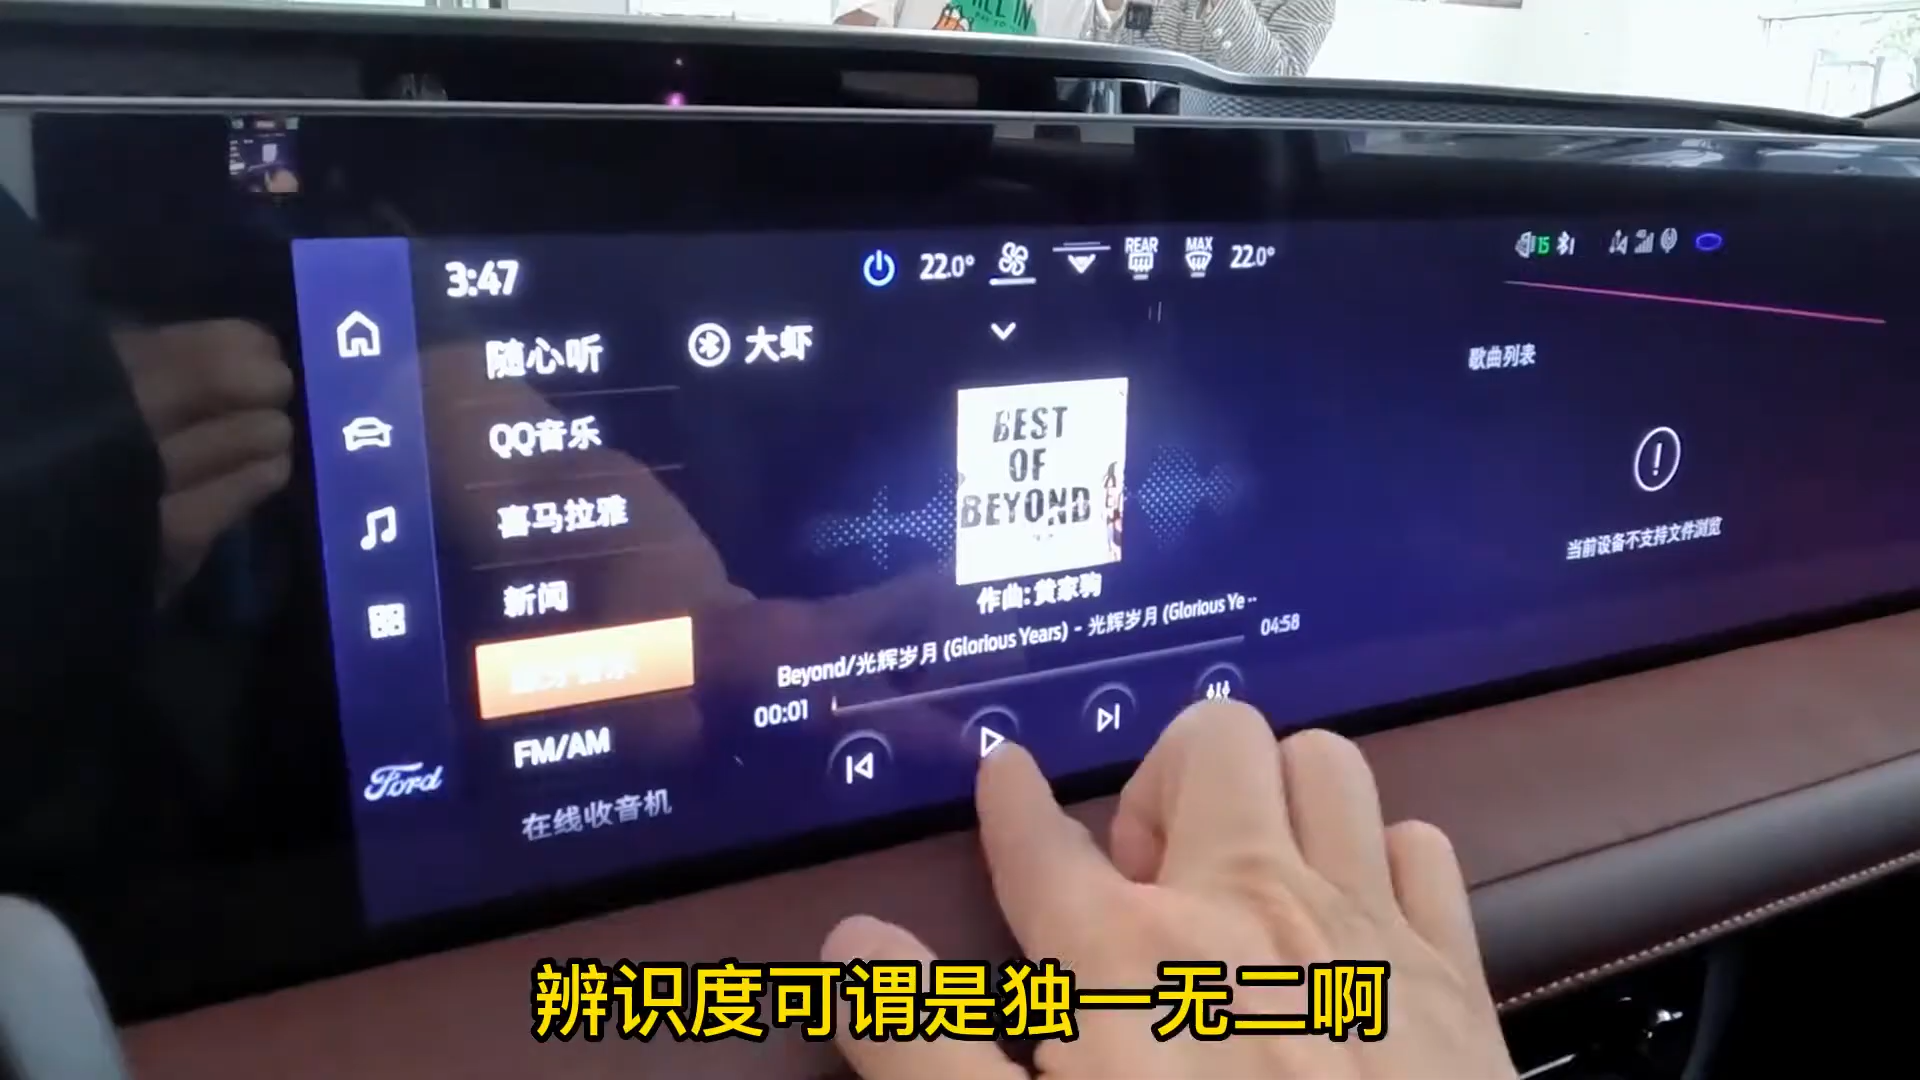 ALL IN
3:47
22.0°
REAR
MAX
22.0°
15
随心听
大虾
QQ音乐
喜马拉雅
新闻
FM/AM
在线收音机
Ford
BEST
OF
BEYOND
作曲:黄家驹
Beyond/光辉岁月 (Glorious Years) - 光辉岁月 (Glorious Ye ··
00:01
04:58
歌曲列表
当前设备不支持文件浏览
辨识度可谓是独一无二啊